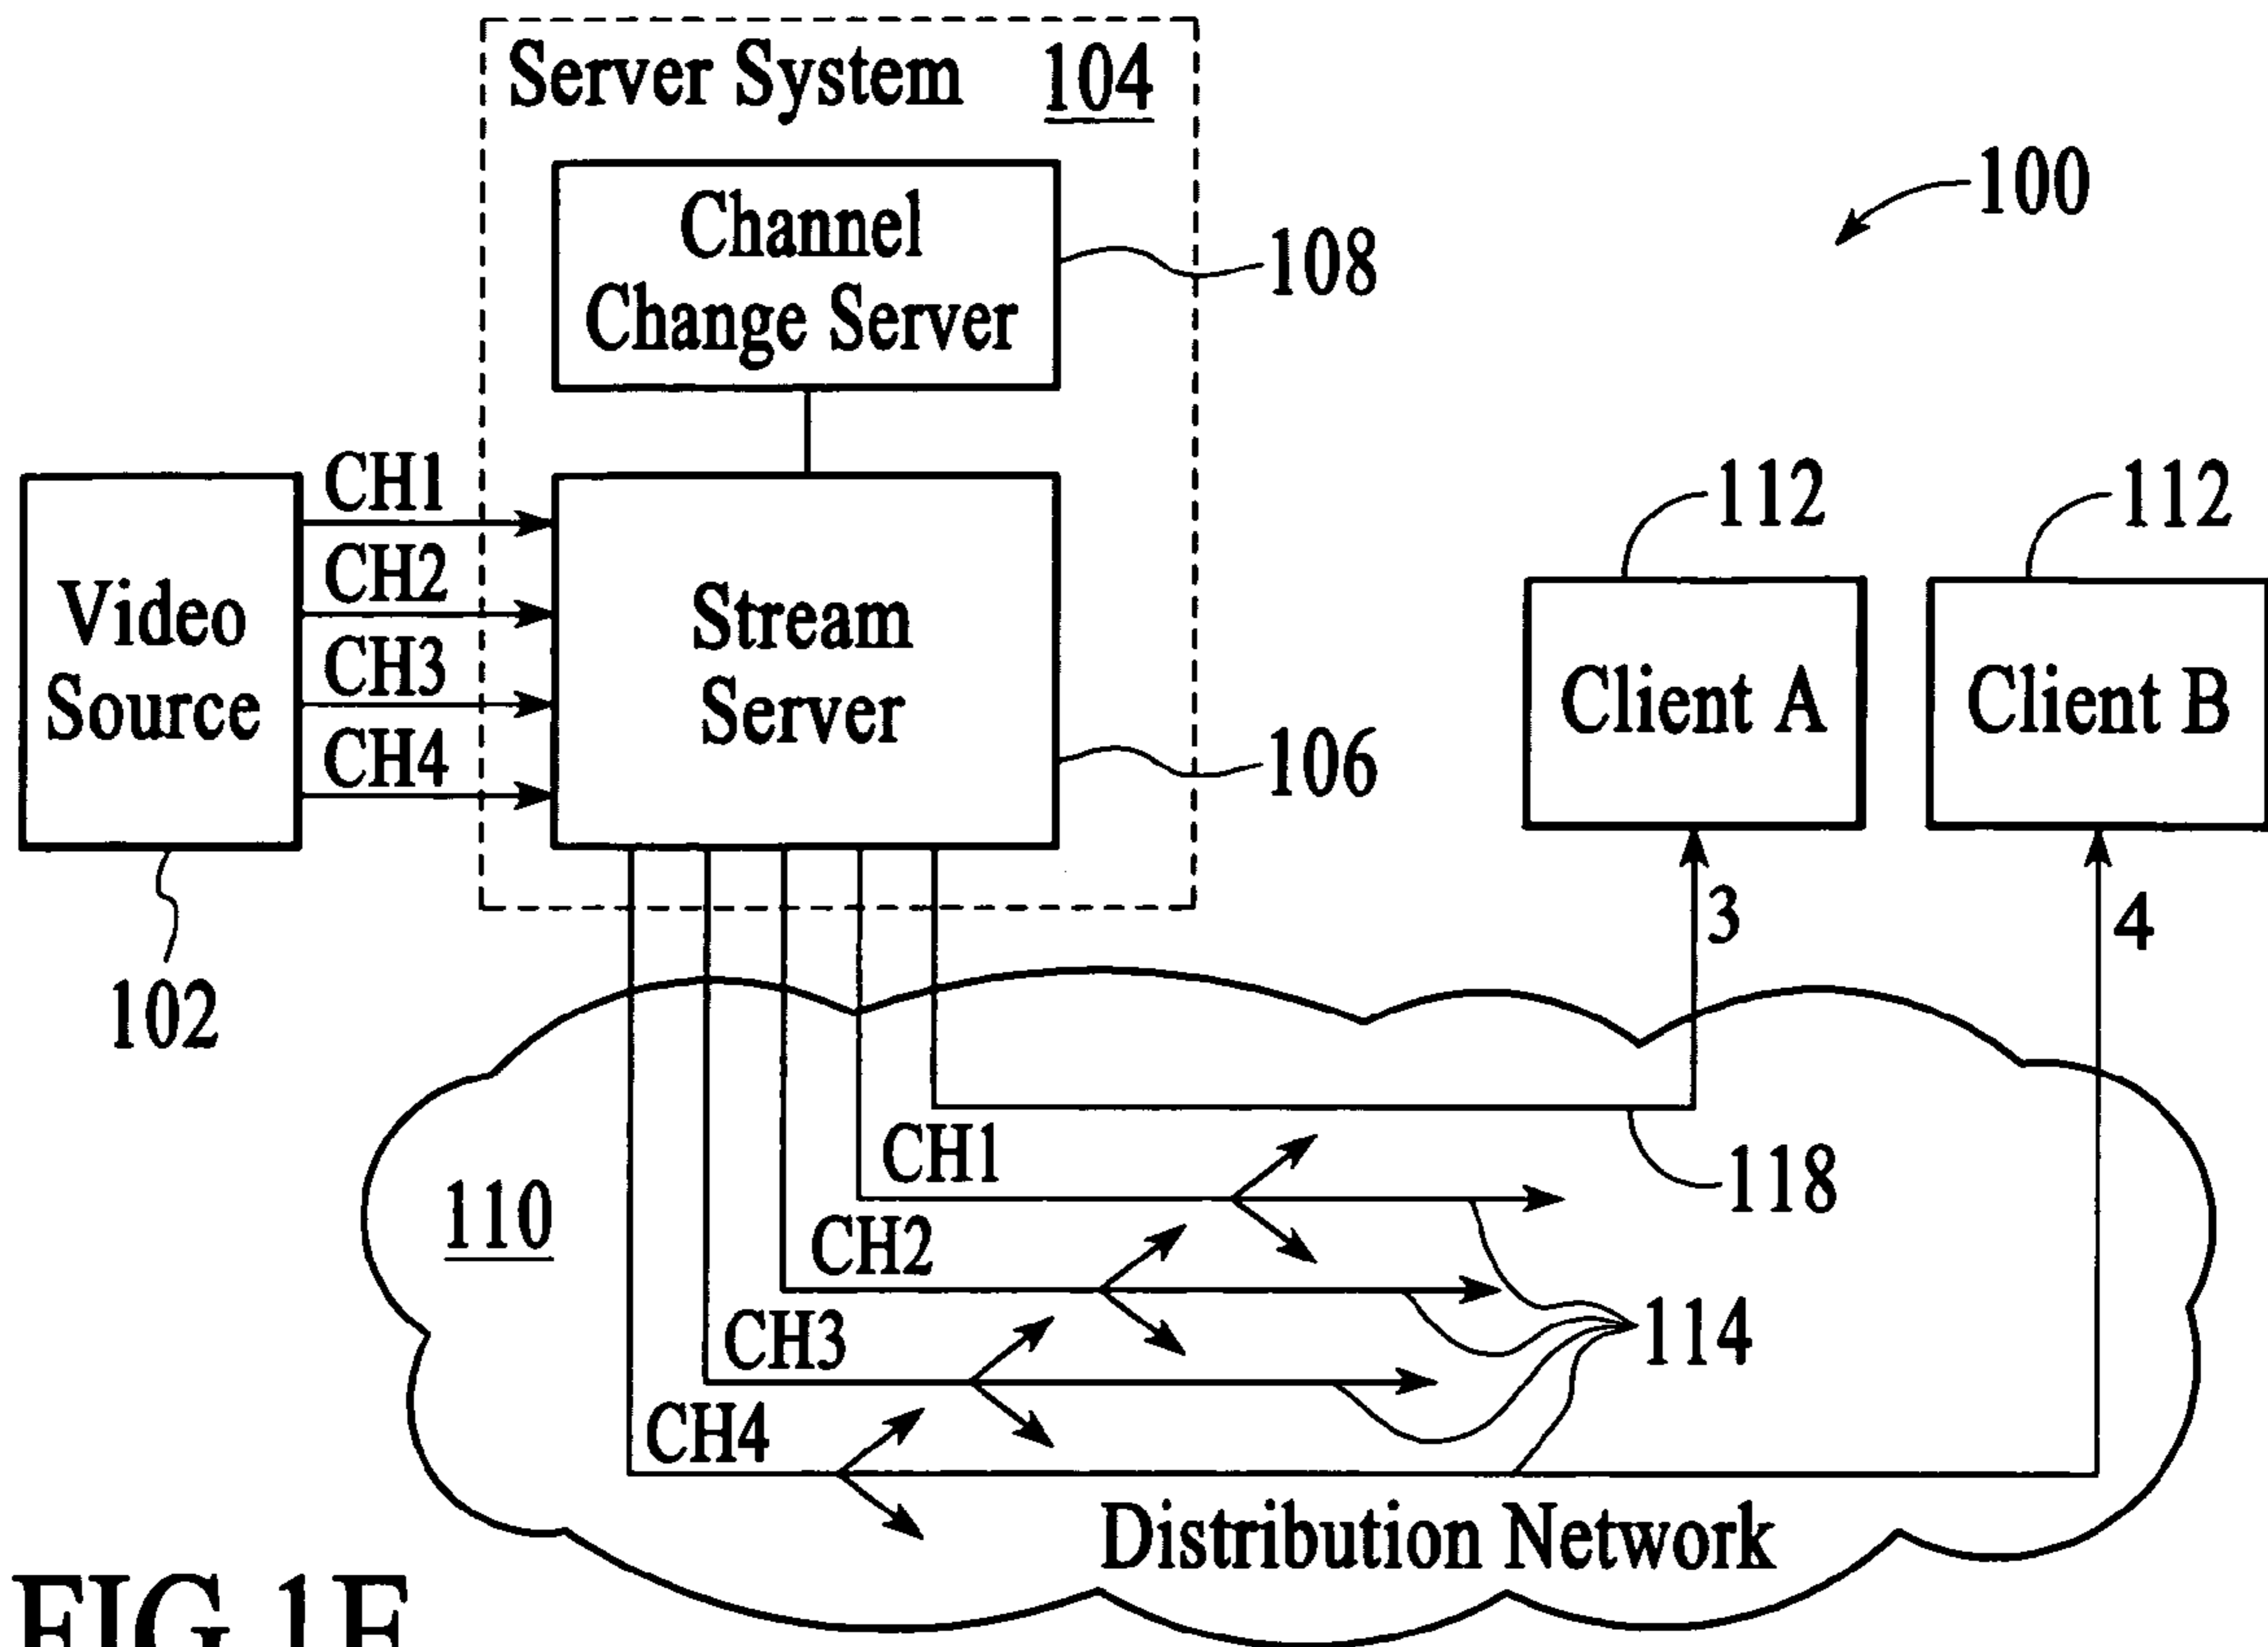 Server System 104
Channel
Change Server
100
108
CH1
CH2
CH3
CH4
Video
Source
Stream
Server
106
112
112
Client A
Client B
3
4
102
118
CH1
110
CH2
CH3
114
CH4
Distribution Network